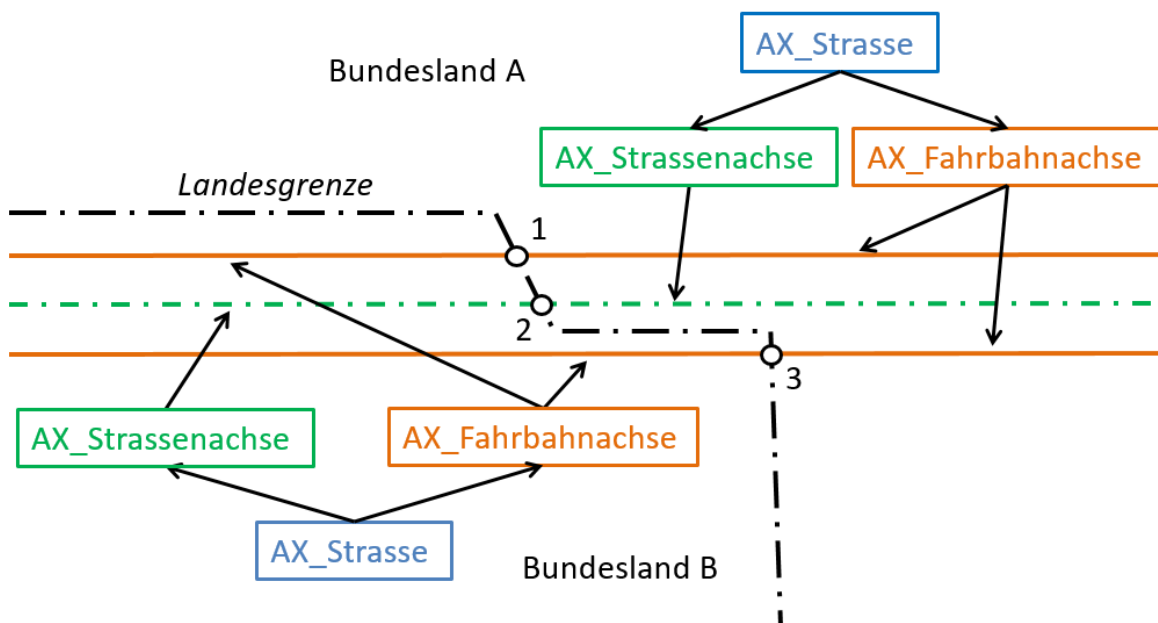 AX_Strasse
Bundesland A
AX_Strassenachse
AX_Fahrbahnachse
Landesgrenze
1
2
3
AX_Strassenachse
AX_Fahrbahnachse
AX_Strasse
Bundesland B